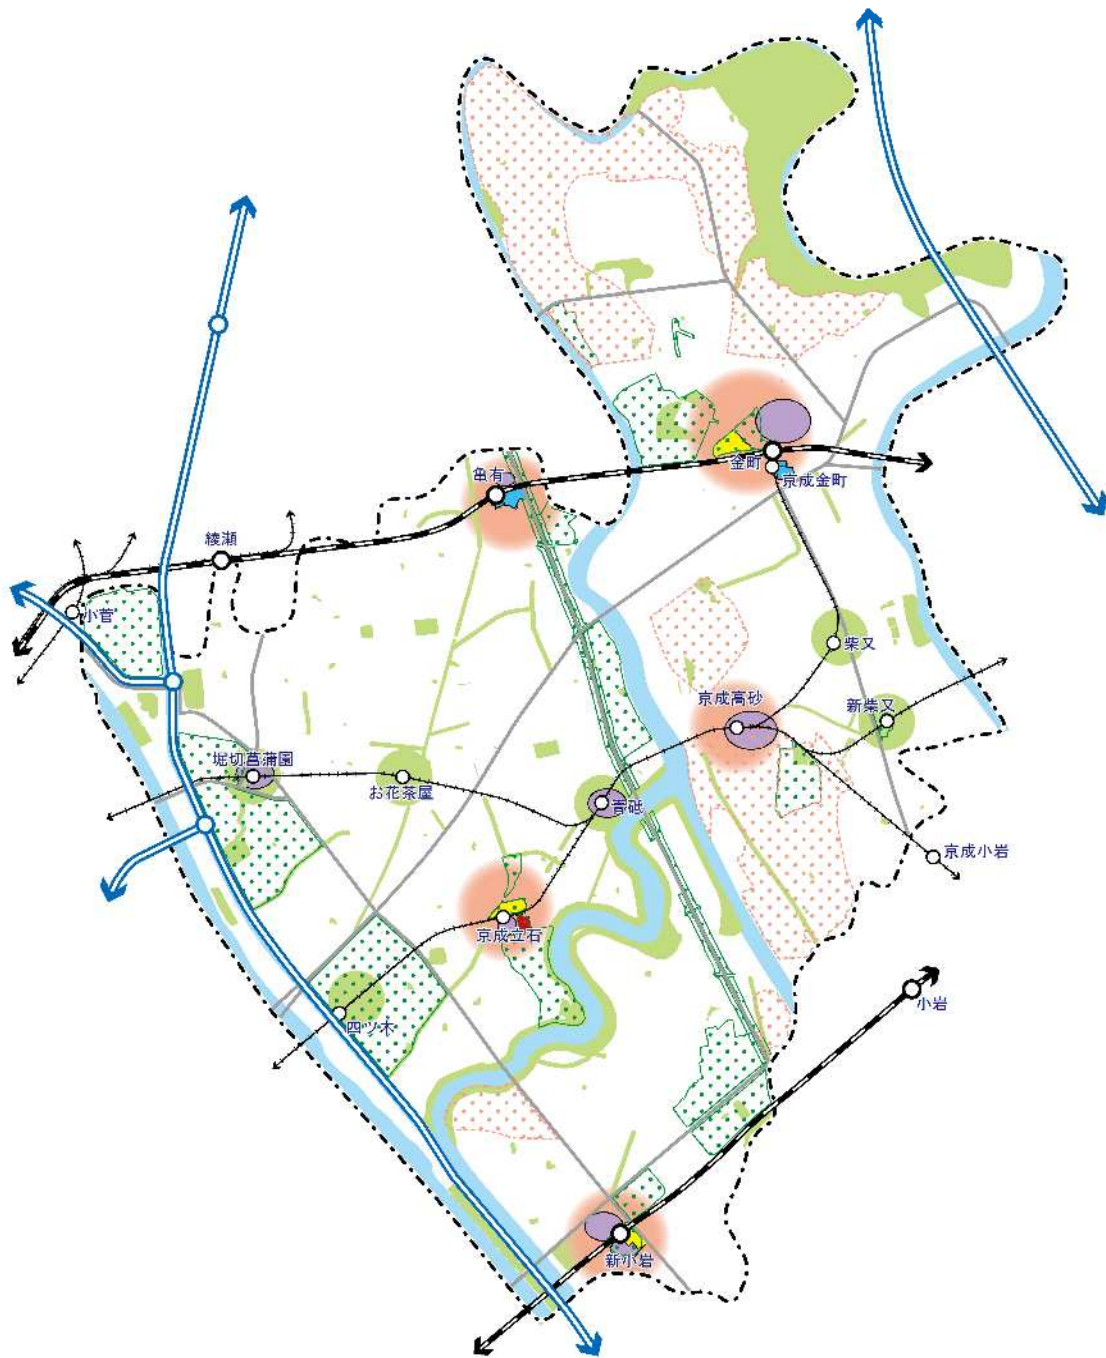 亀有
金町
京成金町
綾瀬
小菅
柴又
京成高砂
新柴又
堀切菖蒲園
お花茶屋
青砥
京成小岩
京成立石
小岩
四ツ木
新小岩